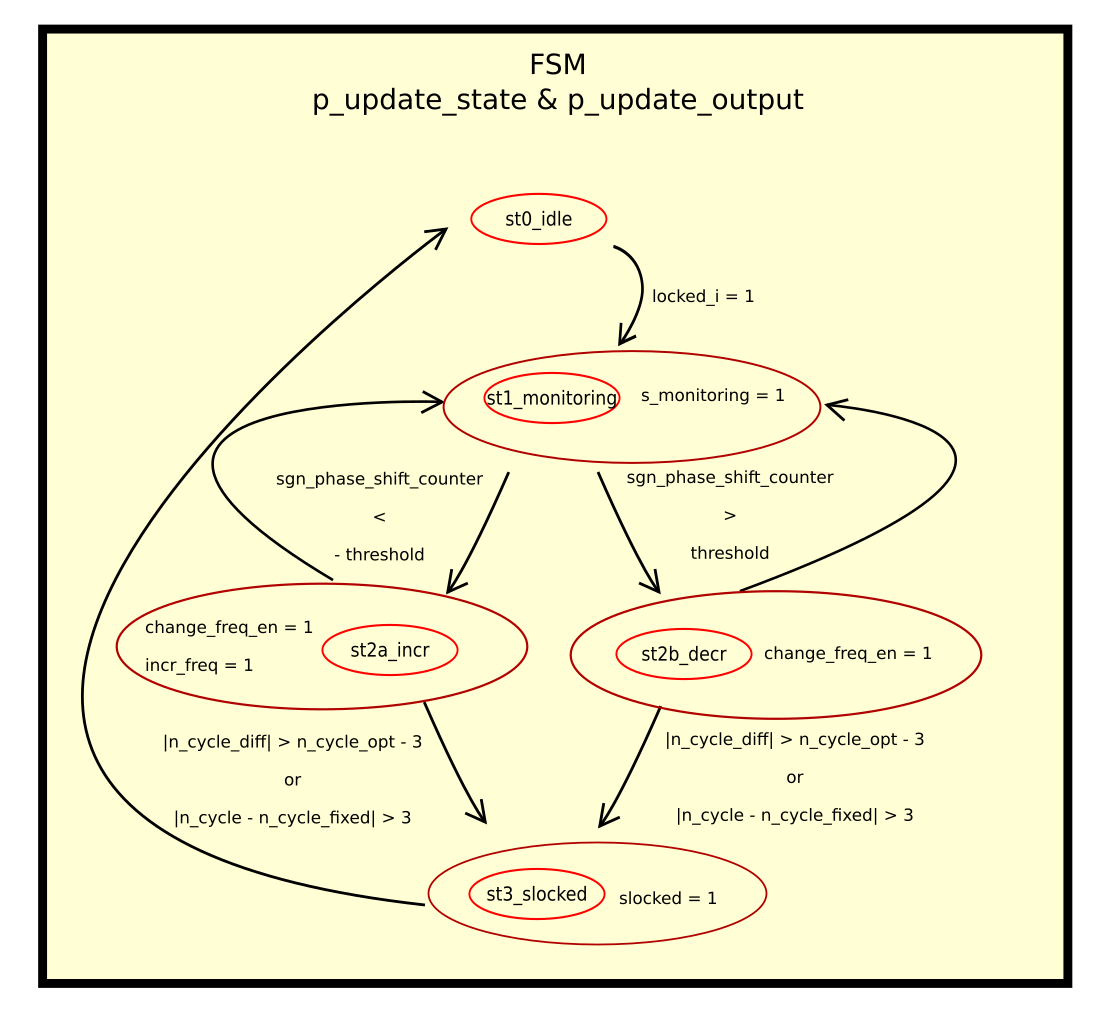 FSM
p_update_state & p_update_output
st0_idle
locked_i = 1
st1_monitoring
s_monitoring = 1
sgn_phase_shift_counter
<
- threshold
sgn_phase_shift_counter
>
threshold
change_freq_en = 1
incr_freq = 1
st2a_incr
st2b_decr
change_freq_en = 1
|n_cycle_diff| > n_cycle_opt - 3
or
|n_cycle - n_cycle_fixed| > 3
|n_cycle_diff| > n_cycle_opt - 3
or
|n_cycle - n_cycle_fixed| > 3
st3_slocked
slocked = 1